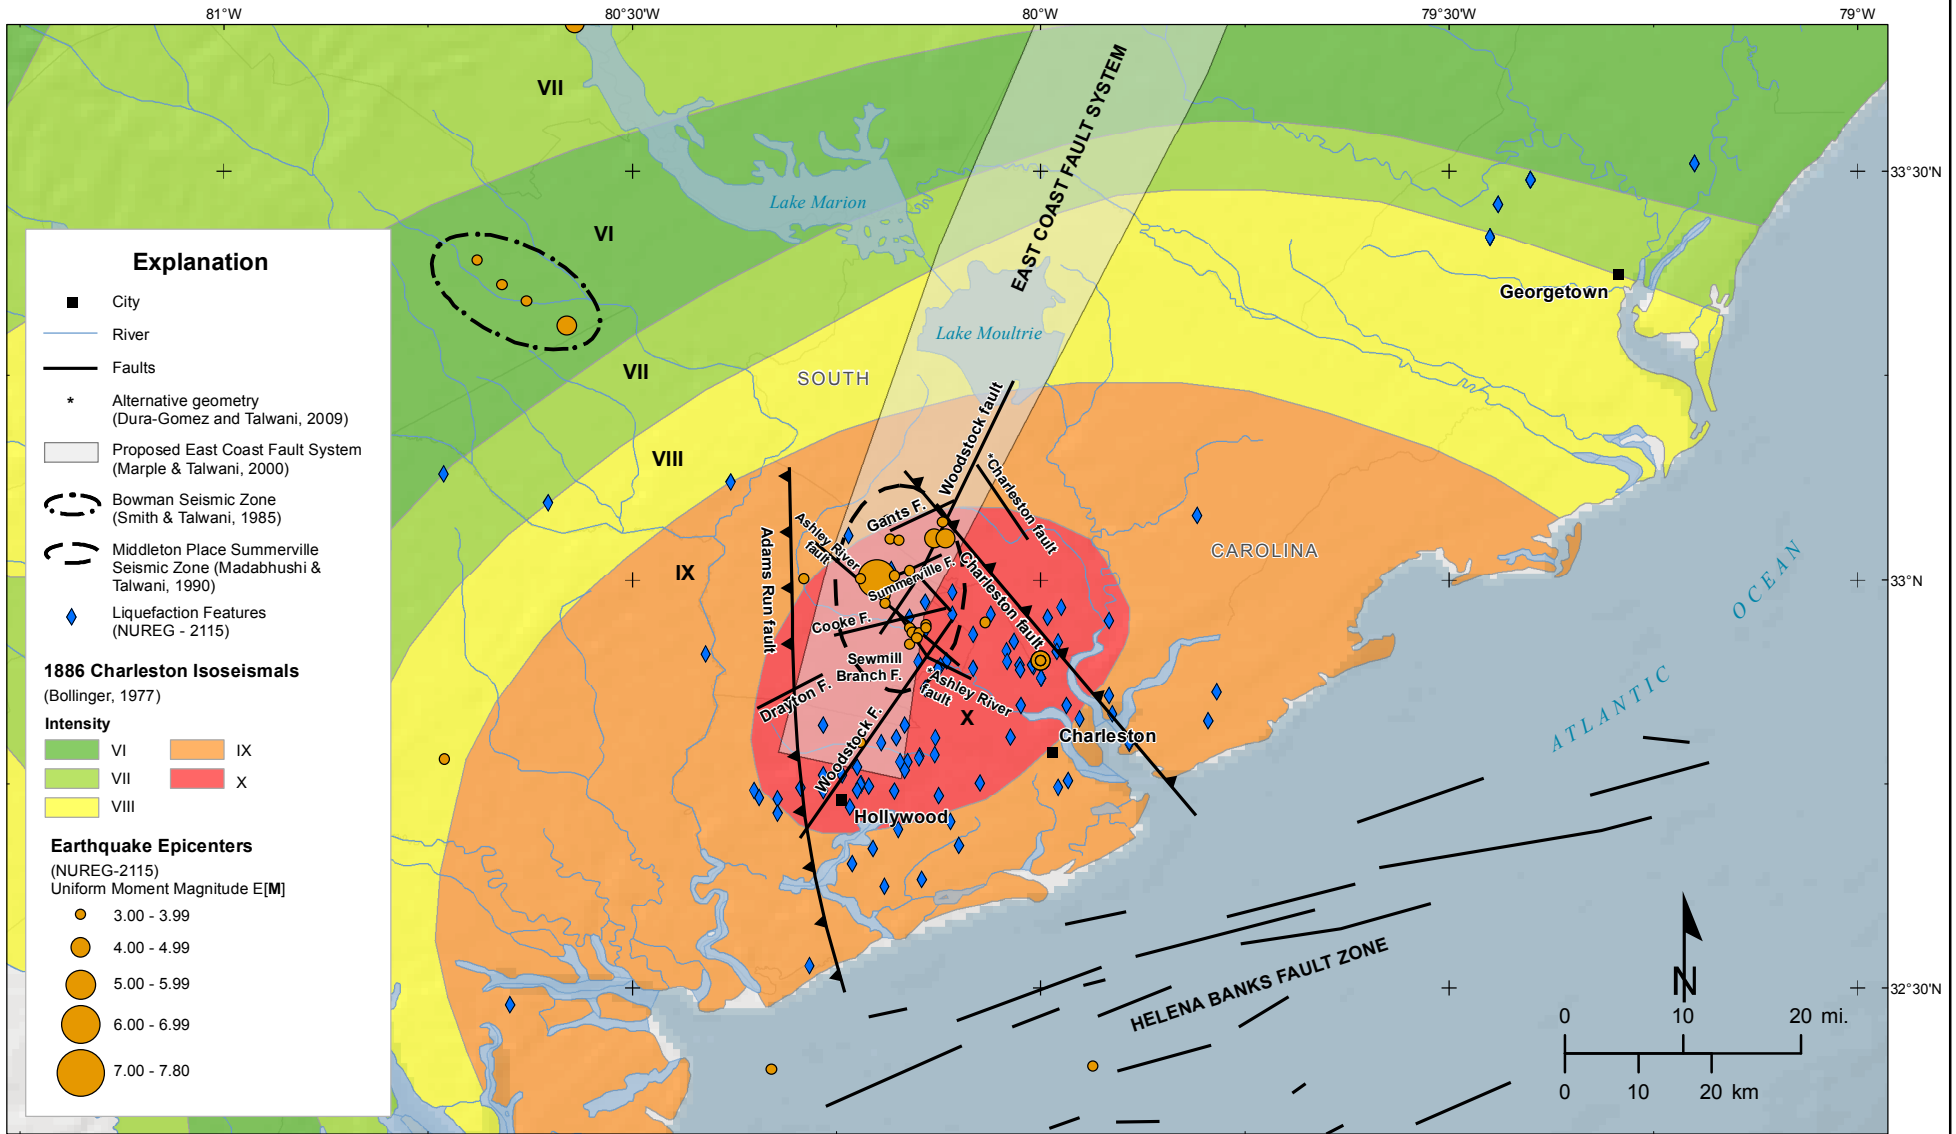 81°W
80°30'W
80°W
79°30'W
79°W
VII
EAST COAST FAULT SYSTEM
33°30'N
Lake Marion
VI
Georgetown
Lake Moultrie
VII
SOUTH
VIII
Woodstock fault
*Charleston fault
Gants F.
Ashley River
fault
Adams Run fault
CAROLINA
IX
33°N
Summerville F.
Charleston fault
Cooke F.
Sewmill
Branch F.
*Ashley River
fault
Drayton F.
X
Woodstock F.
Charleston
Hollywood
ATLANTIC
OCEAN
HELENA BANKS FAULT ZONE
32°30'N
N
0 10 20 mi.
0 10 20 km
Explanation
City
River
Faults
* Alternative geometry
(Dura-Gomez and Talwani, 2009)
Proposed East Coast Fault System
(Marple & Talwani, 2000)
Bowman Seismic Zone
(Smith & Talwani, 1985)
Middleton Place Summerville
Seismic Zone (Madabhushi &
Talwani, 1990)
Liquefaction Features
(NUREG - 2115)
1886 Charleston Isoseismals
(Bollinger, 1977)
Intensity
VI IX
VII X
VIII
Earthquake Epicenters
(NUREG-2115)
Uniform Moment Magnitude E[M]
3.00 - 3.99
4.00 - 4.99
5.00 - 5.99
6.00 - 6.99
7.00 - 7.80